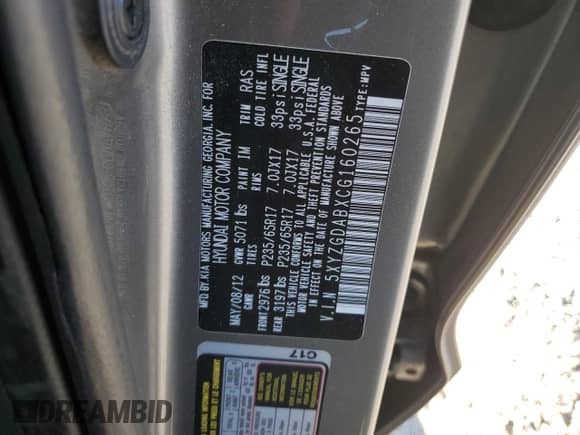 MFD.BY.KIA MOTORS MANUFACTURING GEORGIA, INC. FOR
HYUNDAI MOTOR COMPANY
MAY/08/12 GVWR 5071 lbs PAINT IM TRIM RAS
GAWR TIRES RIMS COLD TIRE INFL
FRONT 2976 lbs P235/65R17 7.0JX17 33psi SINGLE
REAR 3197 lbs P235/65R17 7.0JX17 33psi SINGLE
THIS VEHICLE CONFORMS TO ALL APPLICABLE U.S.A. FEDERAL
MOTOR VEHICLE SAFETY AND THEFT PREVENTION STANDARDS
IN EFFECT ON THE DATE OF MANUFACTURE SHOWN ABOVE
V.I.N 5XYZGDABXCG160265 TYPE:MPV
C17
DREAMBID